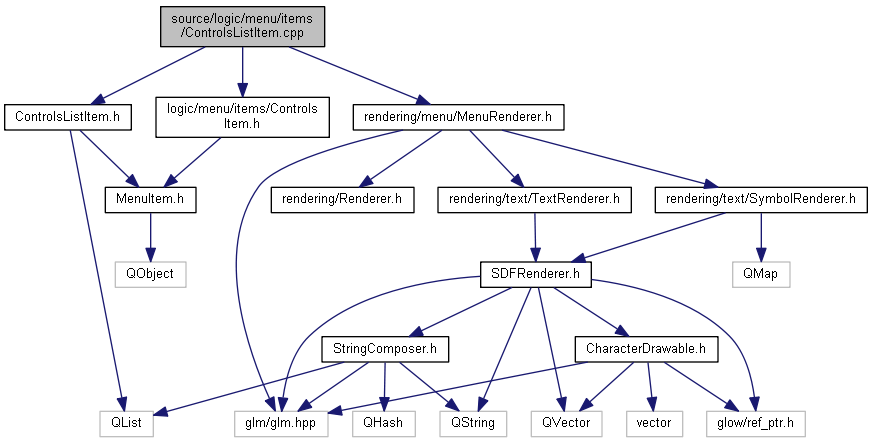 source/logic/menu/items
/ControlsListItem.cpp
ControlsListItem.h
logic/menu/items/Controls
Item.h
rendering/menu/MenuRenderer.h
MenuItem.h
rendering/Renderer.h
rendering/text/TextRenderer.h
rendering/text/SymbolRenderer.h
QObject
SDFRenderer.h
QMap
StringComposer.h
CharacterDrawable.h
QList
glm/glm.hpp
QHash
QString
QVector
vector
glow/ref_ptr.h